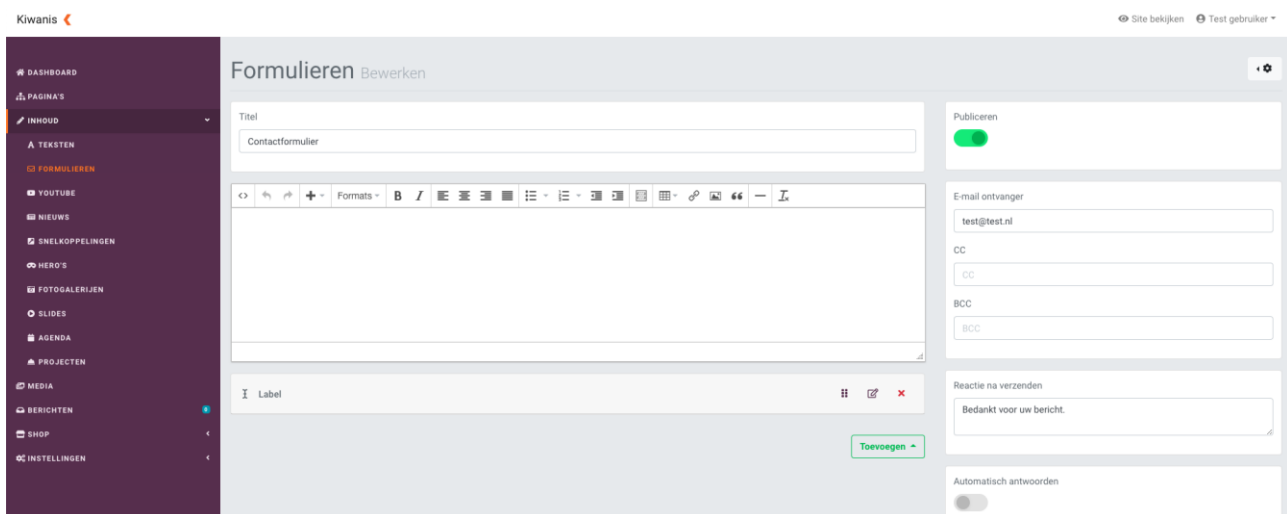 Kiwanis
Site bekijken
Test gebruiker
DASHBOARD
PAGINA'S
INHOUD
TEKSTEN
FORMULIEREN
YOUTUBE
NIEUWS
SNELKOPPELINGEN
HERO'S
FOTOGALERIJEN
SLIDES
AGENDA
PROJECTEN
MEDIA
BERICHTEN 0
SHOP
INSTELLINGEN
Formulieren Bewerken
Titel
Contactformulier
Formats
Label
Toevoegen
Publiceren
E-mail ontvanger
test@test.nl
CC
CC
BCC
BCC
Reactie na verzenden
Bedankt voor uw bericht.
Automatisch antwoorden